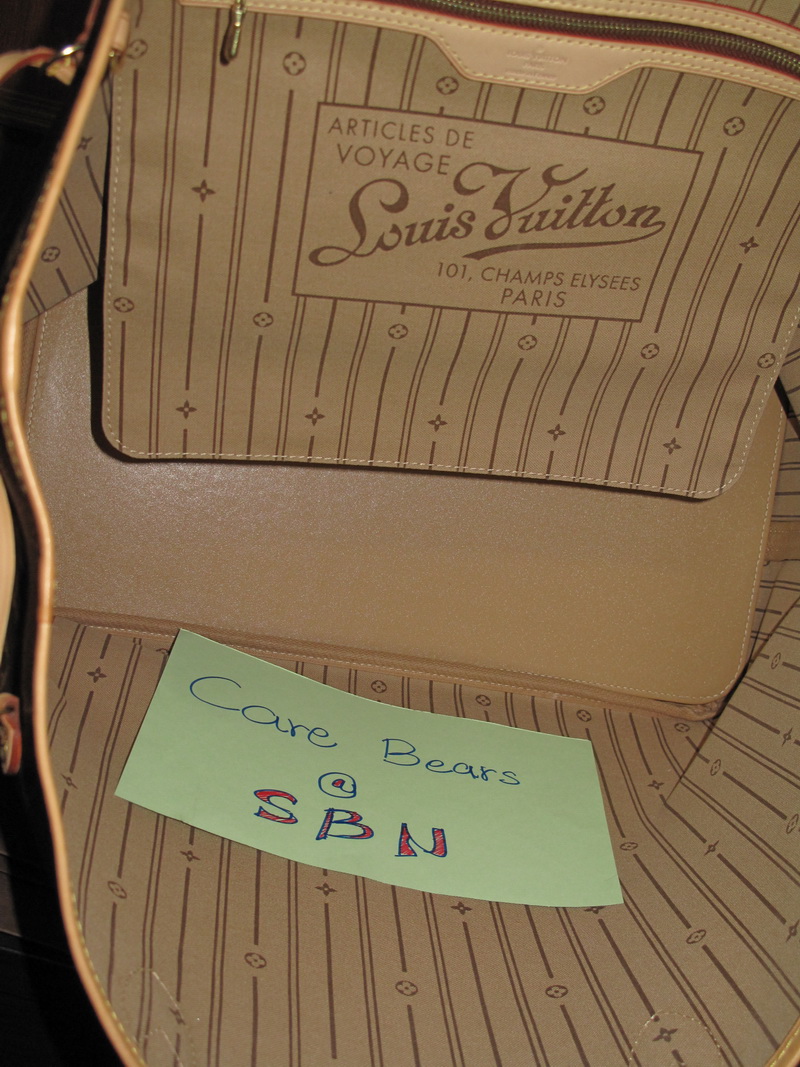 ARTICLES DE
VOYAGE
Louis Vuitton
101, CHAMPS ELYSEES
PARIS
Care Bears
@
SBN